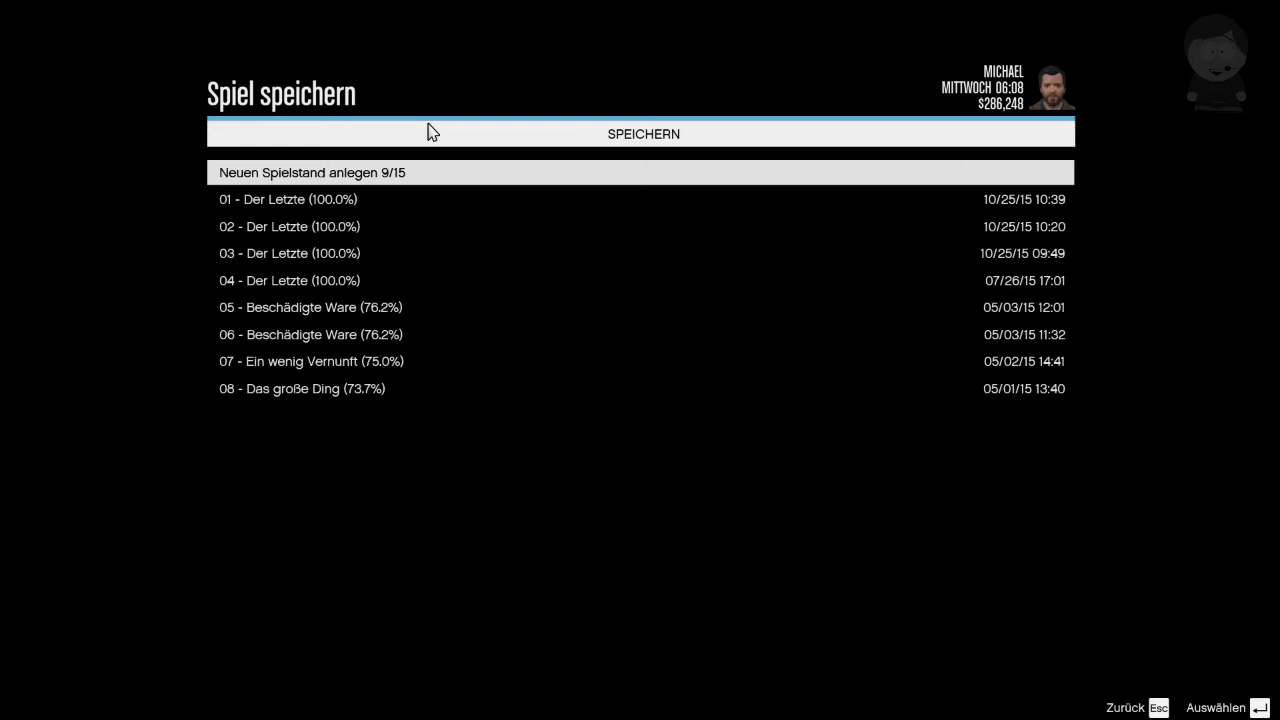 Spiel speichern
MICHAEL
MITTWOCH 06:08
$286,248
SPEICHERN
Neuen Spielstand anlegen 9/15
01 - Der Letzte (100.0%) 10/25/15 10:39
02 - Der Letzte (100.0%) 10/25/15 10:20
03 - Der Letzte (100.0%) 10/25/15 09:49
04 - Der Letzte (100.0%) 07/26/15 17:01
05 - Beschädigte Ware (76.2%) 05/03/15 12:01
06 - Beschädigte Ware (76.2%) 05/03/15 11:32
07 - Ein wenig Vernunft (75.0%) 05/02/15 14:41
08 - Das große Ding (73.7%) 05/01/15 13:40
Zurück Esc Auswählen